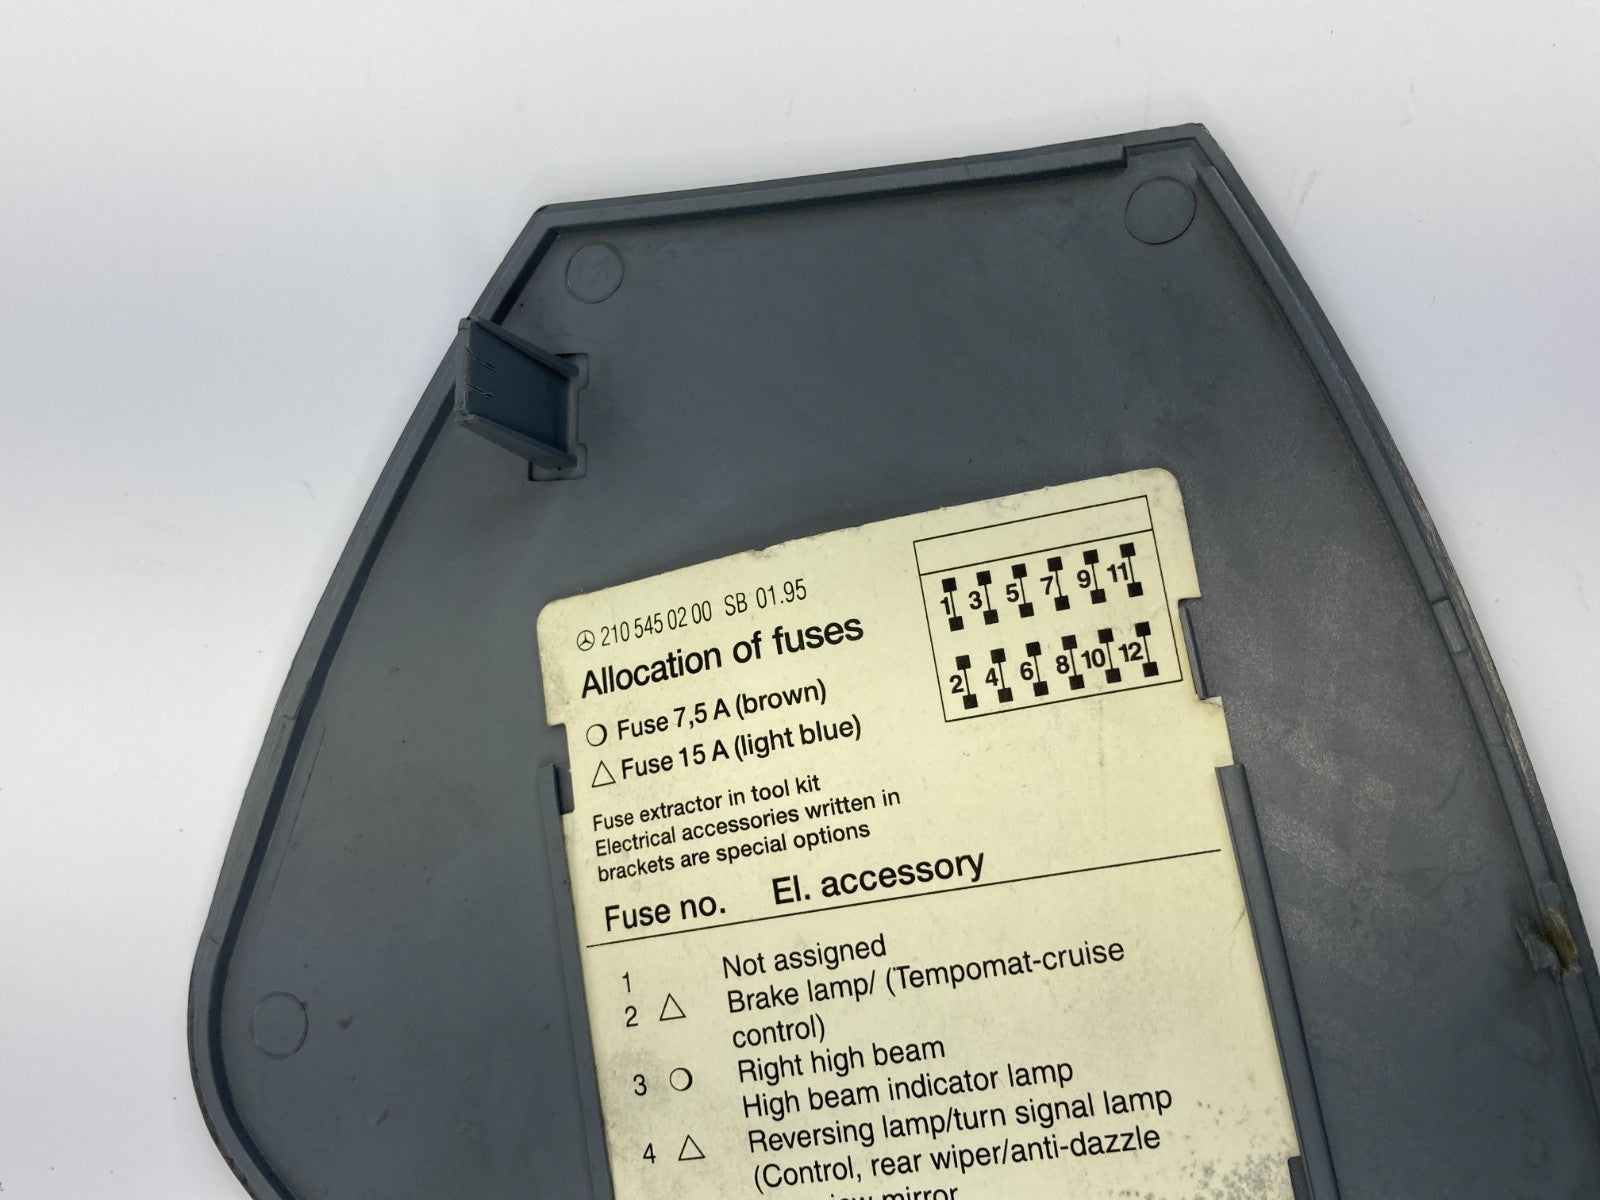 210 545 02 00 SB 01.95
Allocation of fuses
Fuse 7,5 A (brown)
Fuse 15 A (light blue)
Fuse extractor in tool kit
Electrical accessories written in
brackets are special options
1 3 5 7 9 11
2 4 6 8 10 12
Fuse no. El. accessory
1 Not assigned
2 Brake lamp/ (Tempomat-cruise
control)
3 Right high beam
High beam indicator lamp
4 Reversing lamp/turn signal lamp
(Control, rear wiper/anti-dazzle
mirror